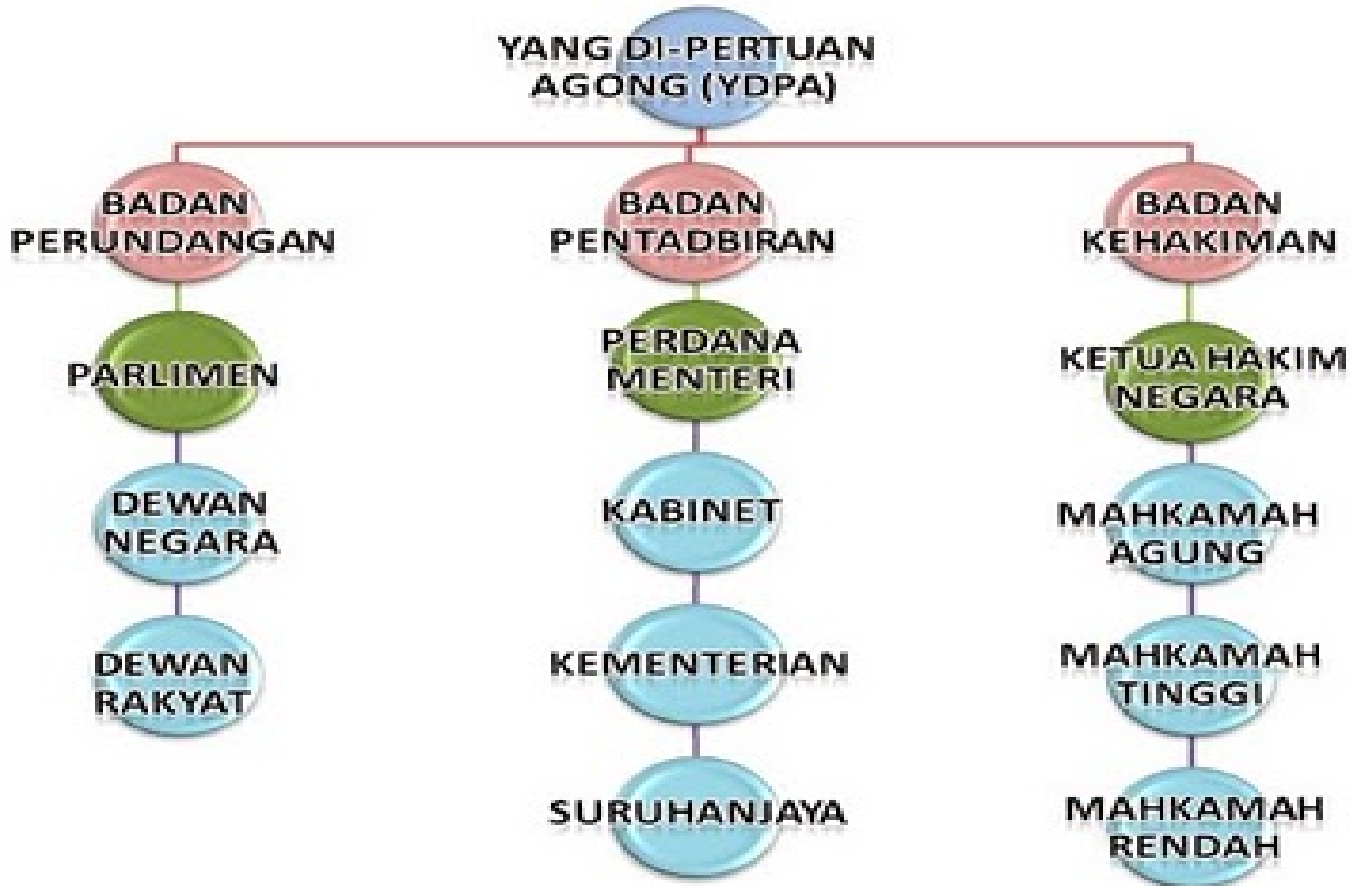 YANG DI-PERTUAN
AGONG (YDPA)
BADAN
PERUNDANGAN
PARLIMEN
DEWAN
NEGARA
DEWAN
RAKYAT
BADAN
PENTADBIRAN
PERDANA
MENTERI
KABINET
KEMENTERIAN
SURUHANJAYA
BADAN
KEHAKIMAN
KETUA HAKIM
NEGARA
MAHKAMAH
AGUNG
MAHKAMAH
TINGGI
MAHKAMAH
RENDAH